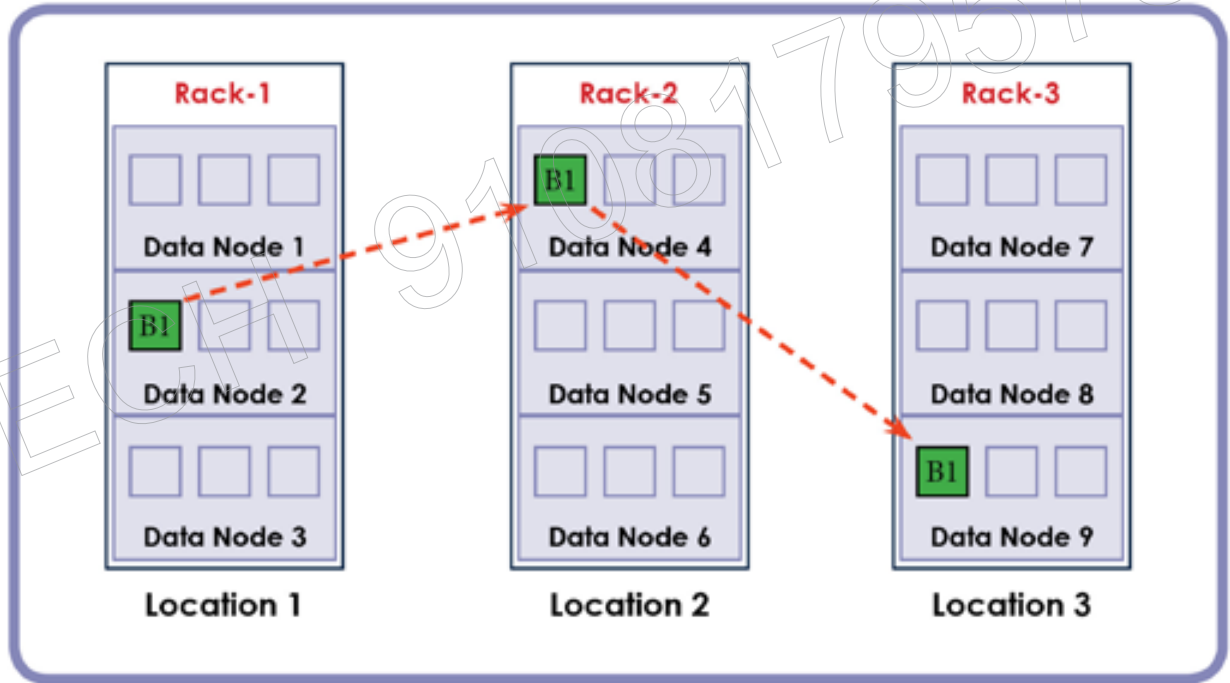 Rack-1
B1
Data Node 1
Data Node 2
Data Node 3
Location 1
Rack-2
B1
Data Node 4
Data Node 5
Data Node 6
Location 2
Rack-3
Data Node 7
Data Node 8
B1
Data Node 9
Location 3
ECH 910817957